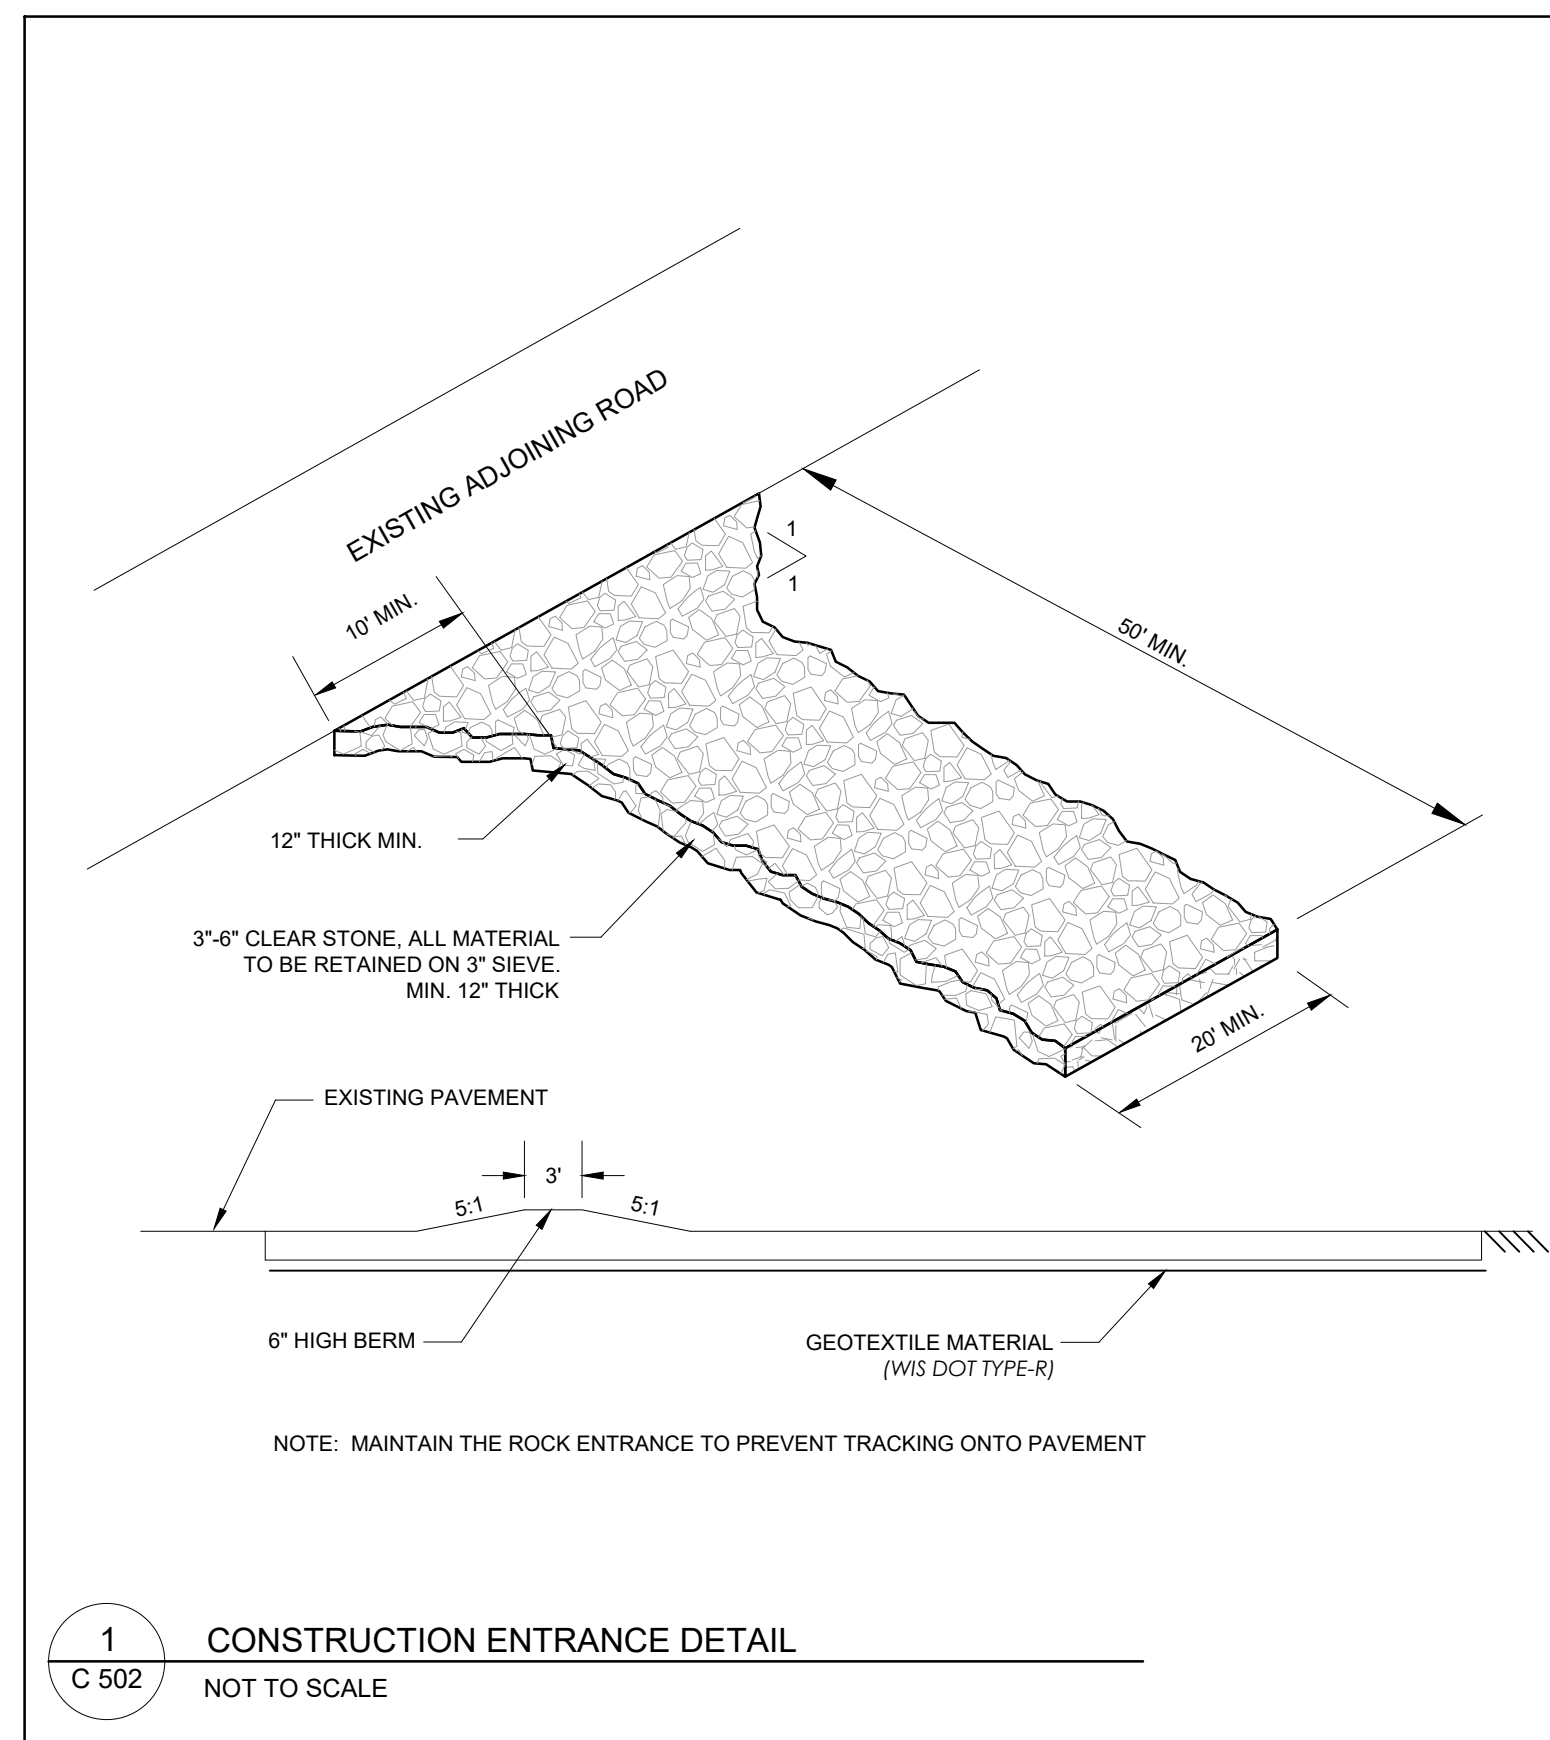 EXISTING ADJOINING ROAD
1
1
10' MIN.
50' MIN.
12" THICK MIN.
3"-6" CLEAR STONE, ALL MATERIAL
TO BE RETAINED ON 3" SIEVE.
MIN. 12" THICK
20' MIN.
EXISTING PAVEMENT
3'
5:1
5:1
6" HIGH BERM
GEOTEXTILE MATERIAL
(WIS DOT TYPE-R)
NOTE: MAINTAIN THE ROCK ENTRANCE TO PREVENT TRACKING ONTO PAVEMENT
1
C 502
CONSTRUCTION ENTRANCE DETAIL
NOT TO SCALE